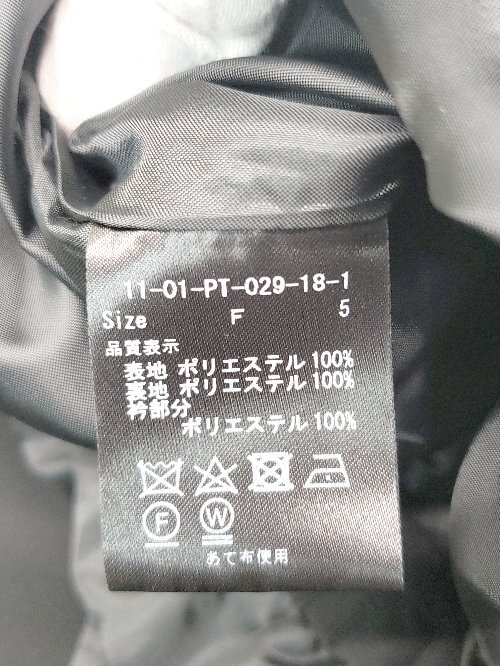 11-01-PT-029-18-1
Size F 5
品質表示
表地 ポリエステル 100%
裏地 ポリエステル 100%
衿部分
ポリエステル 100%
F W
あて布使用